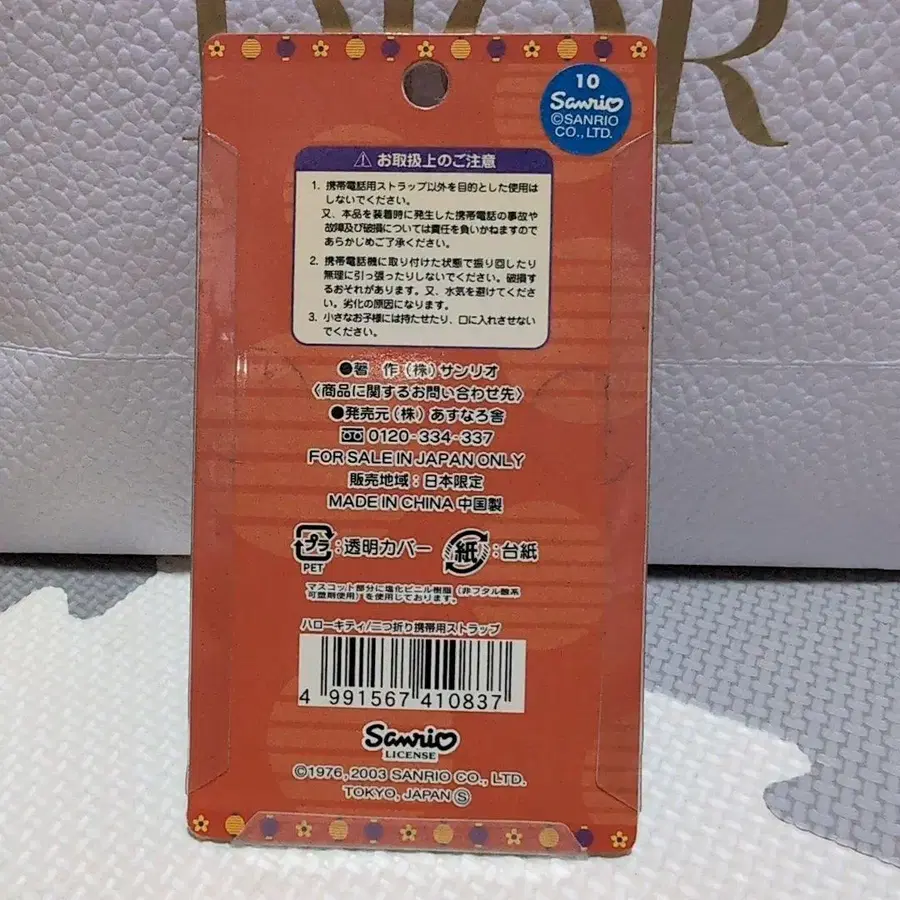 DIOR
10
Sanrio
©SANRIO
CO., LTD.
⚠ お取扱上のご注意
1. 携帯電話用ストラップ以外を目的とした使用は
しないでください。
又、本品を装着時に発生した携帯電話の事故や
故障及び破損については責任を負いかねますので
あらかじめご了承ください。
2. 携帯電話機に取り付けた状態で振り回したり
無理に引っ張ったりしないでください。破損す
るおそれがあります。又、水気を避けてくださ
い。劣化の原因になります。
3. 小さなお子様には持たせたり、口に入れさせない
でください。
●著 作(株)サンリオ
〈商品に関するお問い合わせ先〉
●発売元(株)あすなろ舎
0120-334-337
FOR SALE IN JAPAN ONLY
販売地域：日本限定
MADE IN CHINA 中国製
プラ:透明カバー 紙:台紙
PET
マスコット部分に塩化ビニル樹脂(非フタル酸系
可塑剤使用)を使用しております。
ハローキティ/二つ折り携帯用ストラップ
4 991567 410837
Sanrio
LICENSE
©1976, 2003 SANRIO CO., LTD.
TOKYO, JAPAN Ⓢ